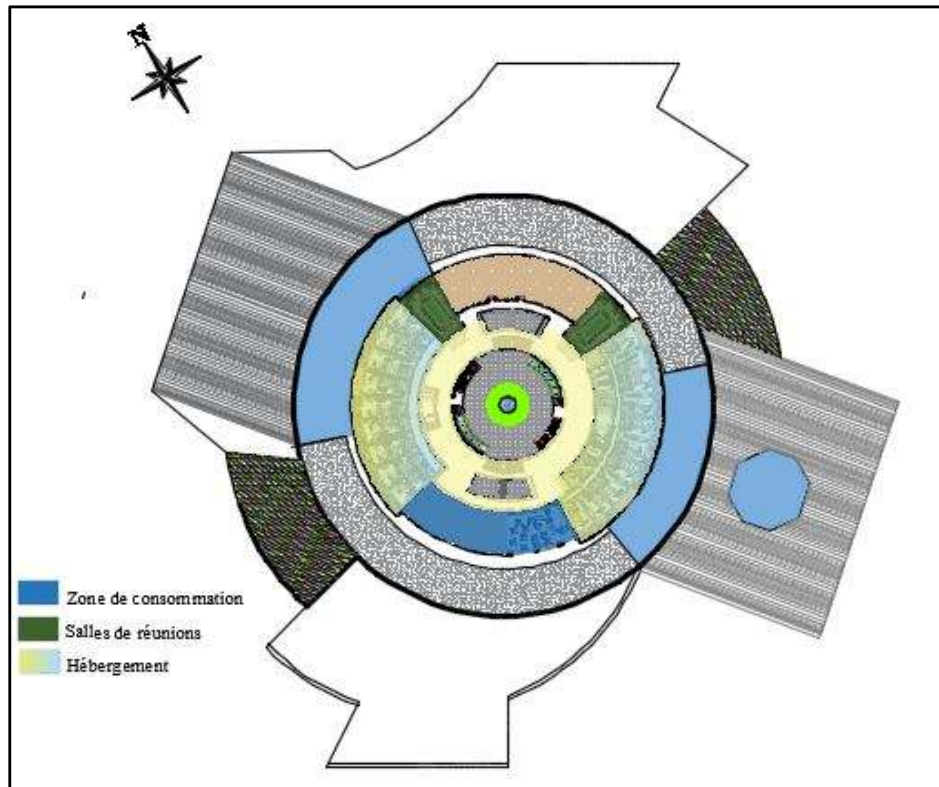 N
Zone de consommation
Salles de réunions
Hébergement